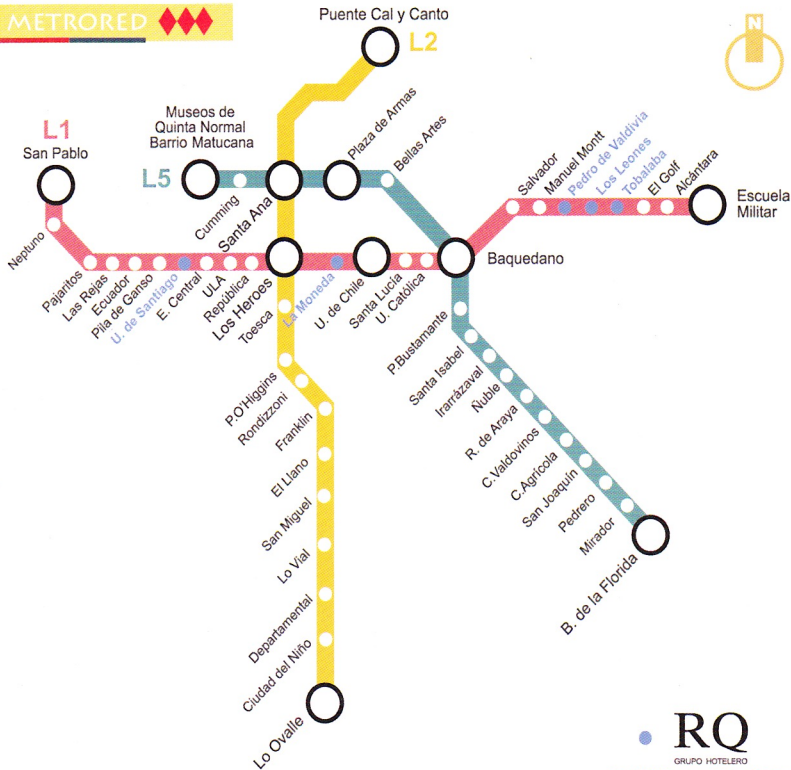 METRORED
N
Puente Cal y Canto
L2
L1
San Pablo
Museos de
Quinta Normal
Barrio Matucana
L5
Plaza de Armas
Bellas Artes
Cumming
Santa Ana
Salvador
Manuel Montt
Pedro de Valdivia
Los Leones
Tobalaba
El Golf
Alcántara
Escuela
Militar
Neptuno
Pajaritos
Las Rejas
Ecuador
Pila de Ganso
U. de Santiago
E. Central
ULA
República
Los Heroes
La Moneda
U. de Chile
Santa Lucía
U. Católica
Baquedano
Toesca
P.O'Higgins
Rondizzoni
Franklin
El Llano
San Miguel
Lo Vial
Departamental
Ciudad del Niño
Lo Ovalle
P.Bustamante
Santa Isabel
Irarrázaval
Ñuble
R. de Araya
C.Valdovinos
C.Agrícola
San Joaquín
Pedrero
Mirador
B. de la Florida
RQ
GRUPO HOTELERO